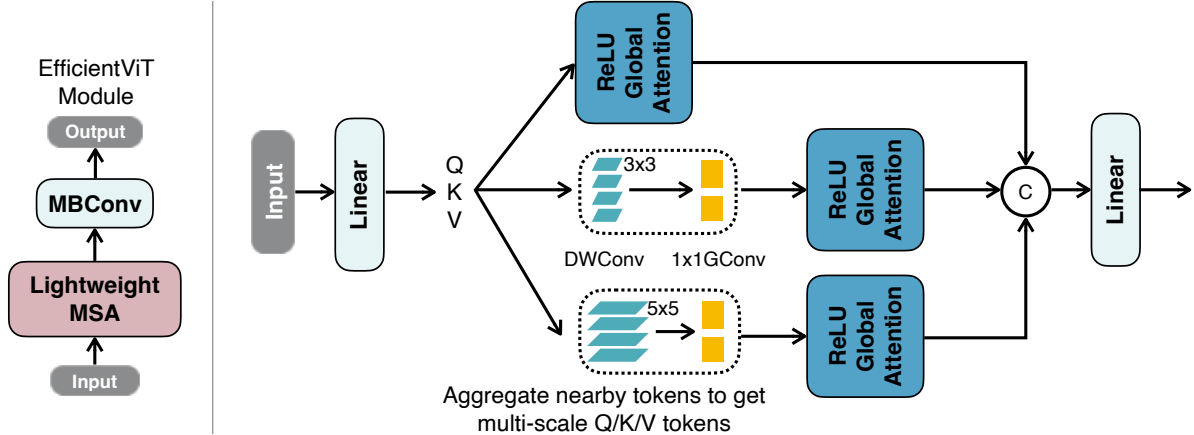 EfficientViT
Module
Output
MBConv
Lightweight
MSA
Input
Input
Linear
Q
K
V
ReLU
Global
Attention
3x3
DWConv
1x1GConv
ReLU
Global
Attention
5x5
ReLU
Global
Attention
Aggregate nearby tokens to get
multi-scale Q/K/V tokens
C
Linear